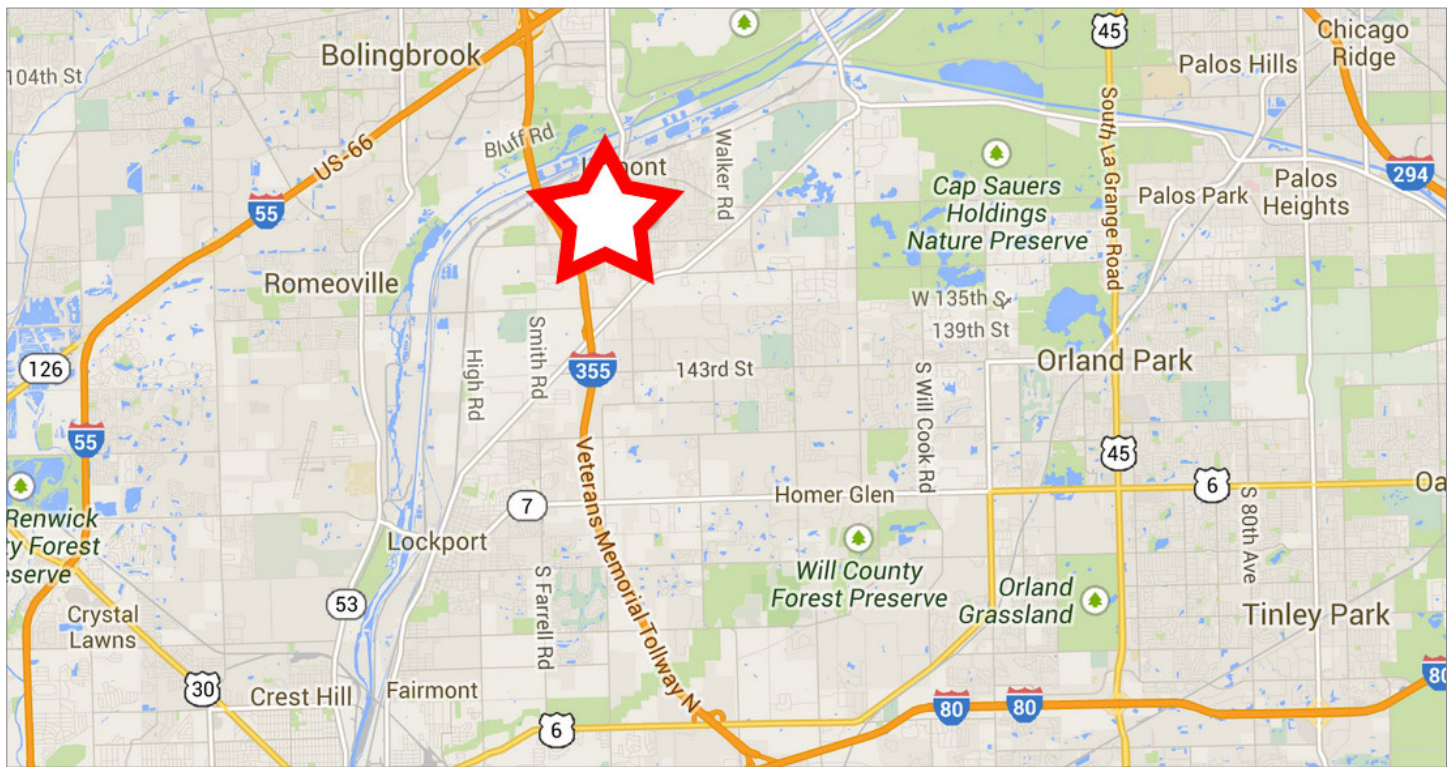 45
Chicago
Ridge
Bolingbrook
Palos Hills
104th St
South La Grange Road
Bluff Rd
US-66
Walker Rd
294
Cap Sauers
Holdings
Nature Preserve
Palos Park
Palos
Heights
55
Romeoville
W 135th St
139th St
Smith Rd
High Rd
126
355
143rd St
S Will Cook Rd
Orland Park
55
45
6
Homer Glen
7
Veterans Memorial Tollway N
S 80th Ave
Renwick
Lockport
Will County
Forest Preserve
Orland
Grassland
53
S Farrell Rd
Crystal
Lawns
Tinley Park
30
Crest Hill
Fairmont
6
80
80
80